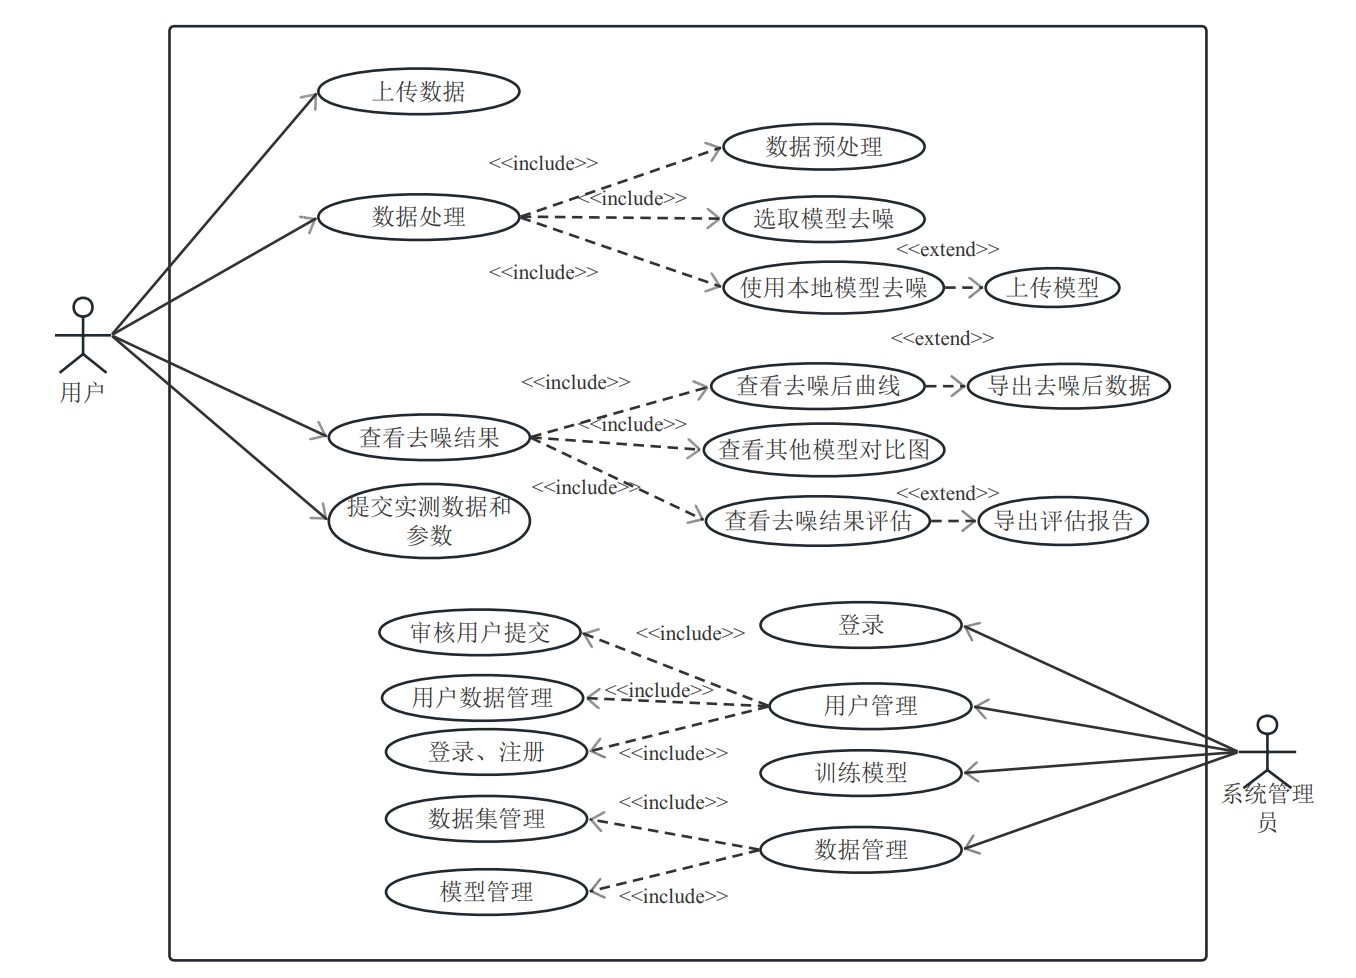 上传数据
<<include>>
数据预处理
<<include>>
数据处理
选取模型去噪
<<extend>>
<<include>>
使用本地模型去噪
上传模型
用户
<<extend>>
<<include>>
查看去噪后曲线
导出去噪后数据
<<include>>
查看去噪结果
查看其他模型对比图
<<include>>
<<extend>>
提交实测数据和
参数
查看去噪结果评估
导出评估报告
审核用户提交
<<include>>
登录
用户数据管理
<<include>>
用户管理
登录、注册
<<include>>
训练模型
系统管理
员
数据集管理
<<include>>
数据管理
模型管理
<<include>>